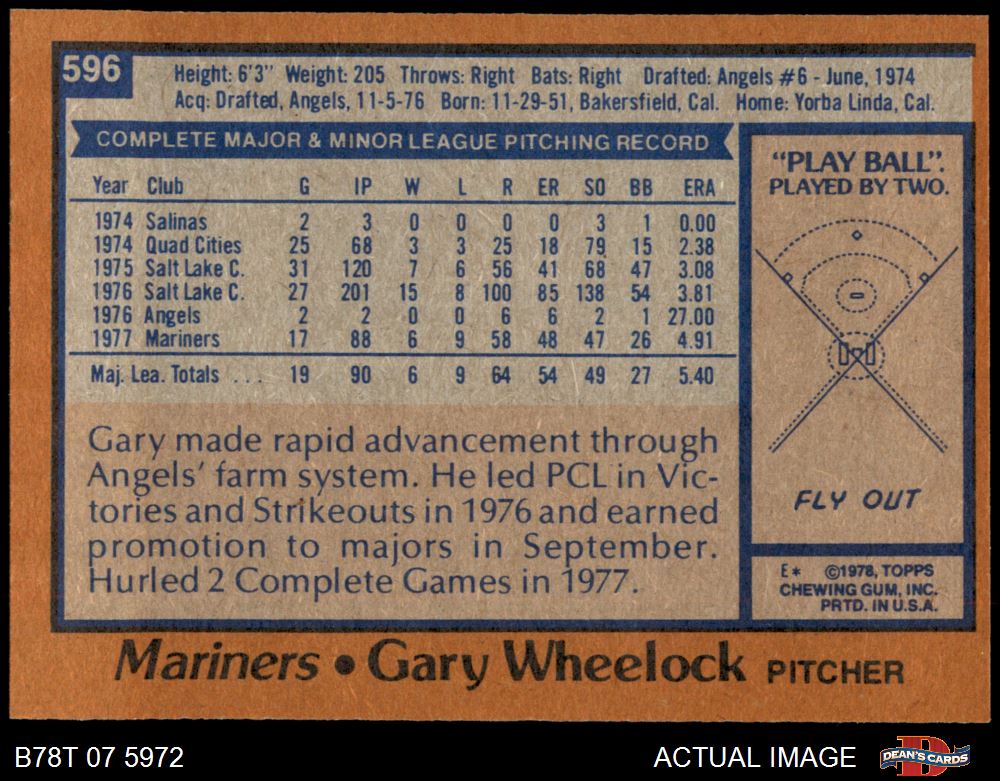 596
Height: 6'3" Weight: 205 Throws: Right Bats: Right Drafted: Angels #6 - June, 1974
Acq: Drafted, Angels, 11-5-76 Born: 11-29-51, Bakersfield, Cal. Home: Yorba Linda, Cal.
COMPLETE MAJOR & MINOR LEAGUE PITCHING RECORD
Year Club G IP W L R ER SO BB ERA
1974 Salinas 2 3 0 0 0 0 3 1 0.00
1974 Quad Cities 25 68 3 3 25 18 79 15 2.38
1975 Salt Lake C. 31 120 7 6 56 41 68 47 3.08
1976 Salt Lake C. 27 201 15 8 100 85 138 54 3.81
1976 Angels 2 2 0 0 6 6 2 1 27.00
1977 Mariners 17 88 6 9 58 48 47 26 4.91
Maj. Lea. Totals ... 19 90 6 9 64 54 49 27 5.40
Gary made rapid advancement through
Angels' farm system. He led PCL in Vic-
tories and Strikeouts in 1976 and earned
promotion to majors in September.
Hurled 2 Complete Games in 1977.
"PLAY BALL".
PLAYED BY TWO.
FLY OUT
E* ©1978, TOPPS
CHEWING GUM, INC.
PRTD. IN U.S.A.
Mariners • Gary Wheelock PITCHER
B78T 07 5972
ACTUAL IMAGE
D
DEAN'S CARDS